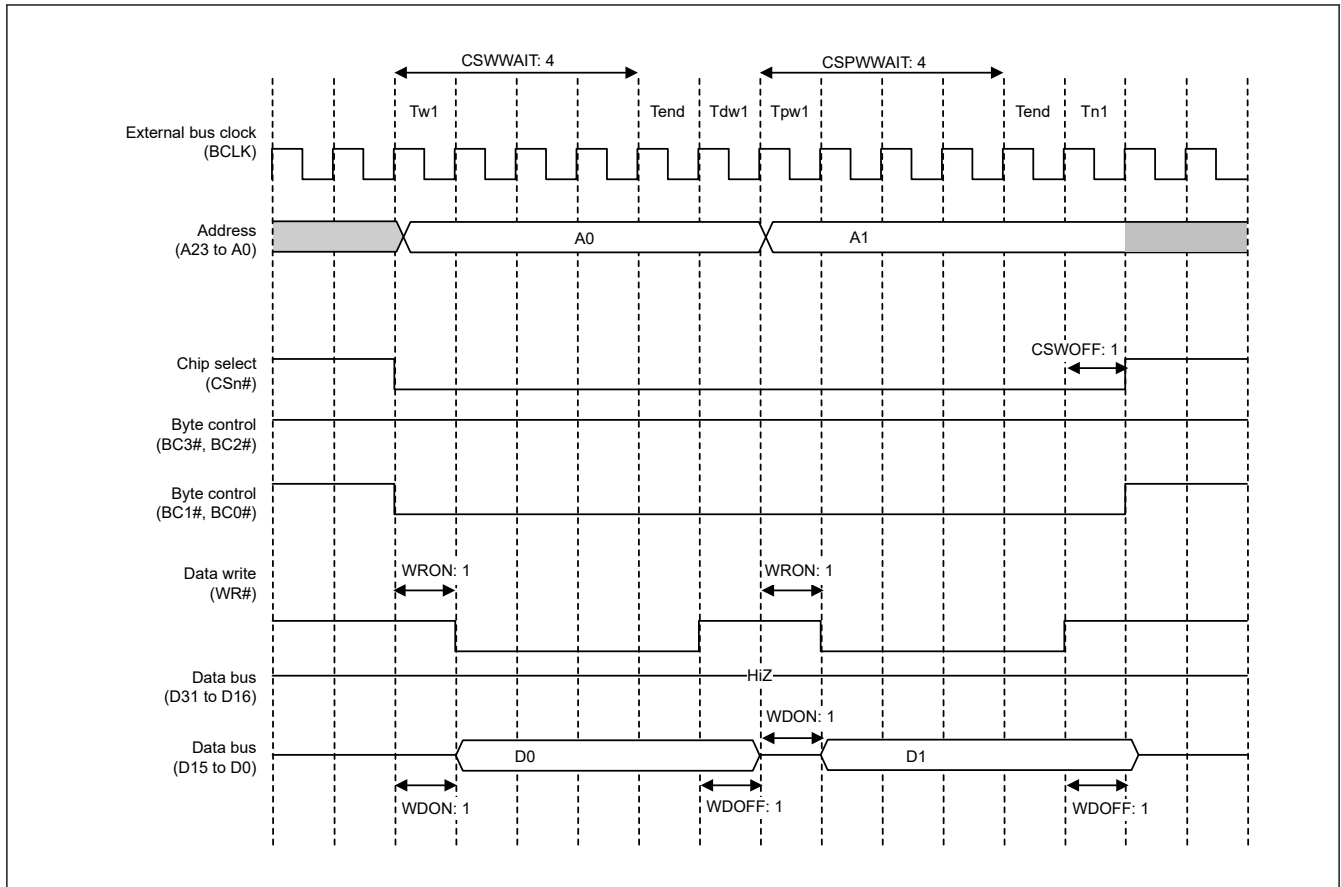 CSWWAIT: 4
CSPWWAIT: 4
Tw1
Tend
Tdw1
Tpw1
Tend
Tn1
External bus clock
(BCLK)
Address
(A23 to A0)
A0
A1
Chip select
(CSn#)
CSWOFF: 1
Byte control
(BC3#, BC2#)
Byte control
(BC1#, BC0#)
Data write
(WR#)
WRON: 1
WRON: 1
Data bus
(D31 to D16)
HiZ
WDON: 1
Data bus
(D15 to D0)
D0
D1
WDON: 1
WDOFF: 1
WDOFF: 1